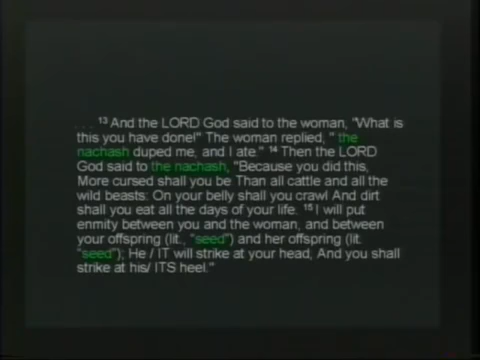 ... 13 And the LORD God said to the woman, "What is
this you have done!" The woman replied, " the
nachash duped me, and I ate." 14 Then the LORD
God said to the nachash, "Because you did this,
More cursed shall you be Than all cattle and all the
wild beasts: On your belly shall you crawl And dirt
shall you eat all the days of your life. 15 I will put
enmity between you and the woman, and between
your offspring (lit., "seed") and her offspring (lit.
"seed"); He / IT will strike at your head, And you shall
strike at his/ ITS heel."